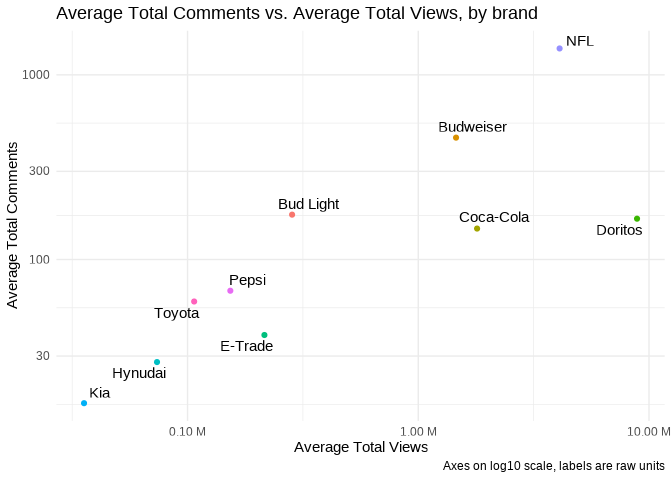 Average Total Comments vs. Average Total Views, by brand
NFL
1000
Budweiser
300
Bud Light
Coca-Cola
Doritos
100
Pepsi
Toyota
E-Trade
30
Hynudai
Kia
Average Total Comments
0.10 M
1.00 M
10.00 M
Average Total Views
Axes on log10 scale, labels are raw units